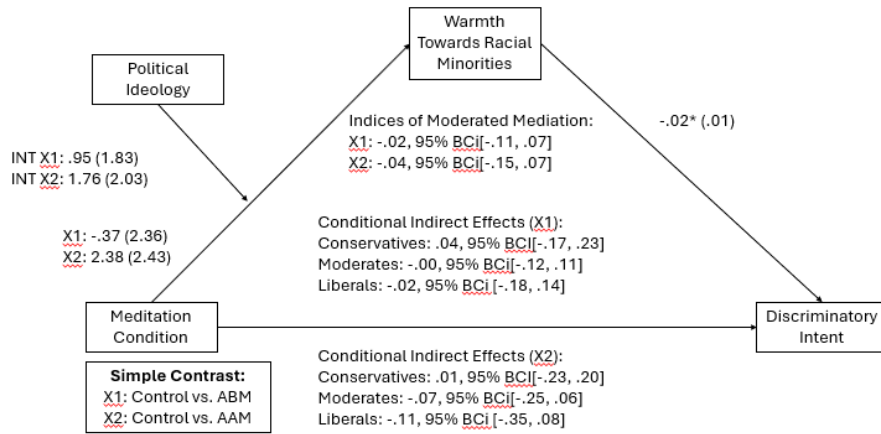 Warmth
Towards Racial
Minorities
Political
Ideology
-.02* (.01)
Indices of Moderated Mediation:
X1: -.02, 95% BCi[-.11, .07]
X2: -.04, 95% BCi[-.15, .07]
INT X1: .95 (1.83)
INT X2: 1.76 (2.03)
X1: -.37 (2.36)
X2: 2.38 (2.43)
Conditional Indirect Effects (X1):
Conservatives: .04, 95% BCI[-.17, .23]
Moderates: -.00, 95% BCi[-.12, .11]
Liberals: -.02, 95% BCi [-.18, .14]
Meditation
Condition
Discriminatory
Intent
Conditional Indirect Effects (X2):
Conservatives: .01, 95% BCI[-.23, .20]
Moderates: -.07, 95% BCi[-.25, .06]
Liberals: -.11, 95% BCi [-.35, .08]
Simple Contrast:
X1: Control vs. ABM
X2: Control vs. AAM